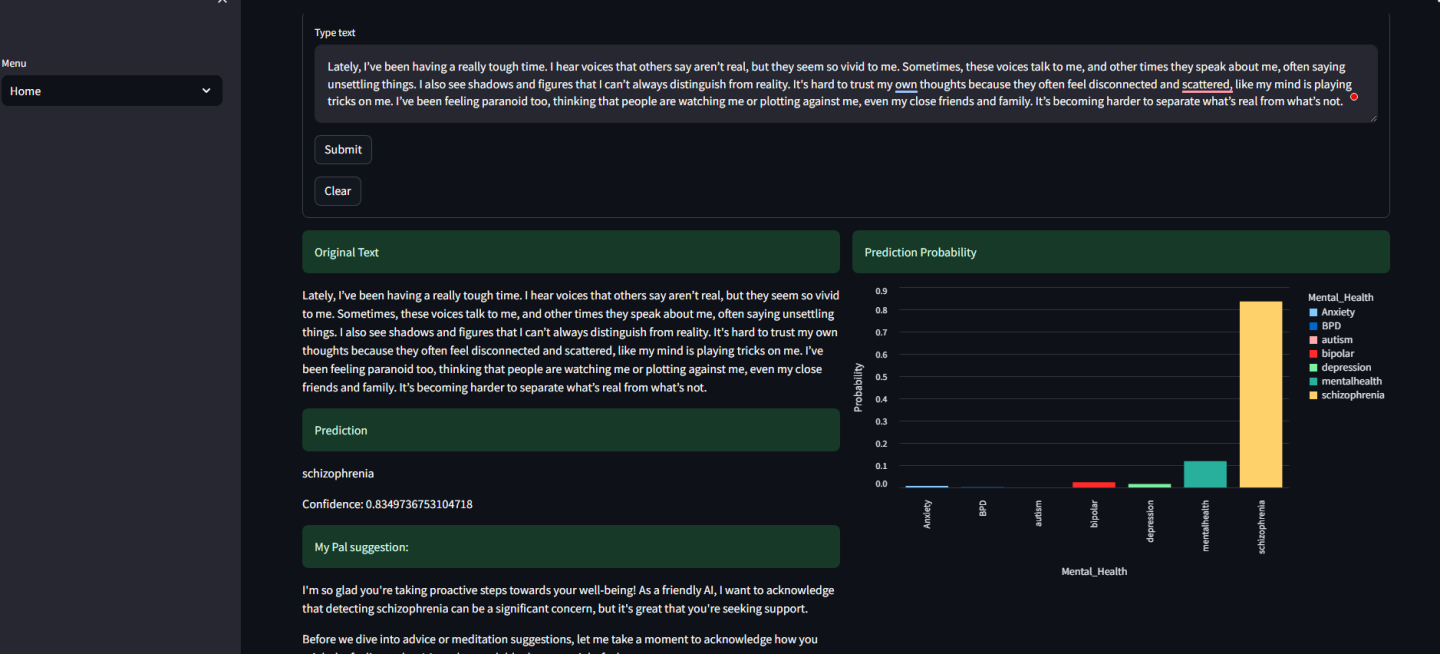 Menu
Home
Type text
Lately, I've been having a really tough time. I hear voices that others say aren't real, but they seem so vivid to me. Sometimes, these voices talk to me, and other times they speak about me, often saying
unsettling things. I also see shadows and figures that I can't always distinguish from reality. It's hard to trust my own thoughts because they often feel disconnected and scattered, like my mind is playing
tricks on me. I've been feeling paranoid too, thinking that people are watching me or plotting against me, even my close friends and family. It's becoming harder to separate what's real from what's not.
Submit
Clear
Original Text
Lately, I've been having a really tough time. I hear voices that others say aren't real, but they seem so vivid
to me. Sometimes, these voices talk to me, and other times they speak about me, often saying unsettling
things. I also see shadows and figures that I can't always distinguish from reality. It's hard to trust my own
thoughts because they often feel disconnected and scattered, like my mind is playing tricks on me. I've
been feeling paranoid too, thinking that people are watching me or plotting against me, even my close
friends and family. It's becoming harder to separate what's real from what's not.
Prediction
schizophrenia
Confidence: 0.8349736753104718
My Pal suggestion:
I'm so glad you're taking proactive steps towards your well-being! As a friendly AI, I want to acknowledge
that detecting schizophrenia can be a significant concern, but it's great that you're seeking support.
Before we dive into advice or meditation suggestions, let me take a moment to acknowledge how you
Prediction Probability
0.9
0.8
0.7
0.6
0.5
0.4
0.3
0.2
0.1
0.0
Probability
Anxiety
BPD
autism
bipolar
depression
mentalhealth
schizophrenia
Mental_Health
Mental_Health
Anxiety
BPD
autism
bipolar
depression
mentalhealth
schizophrenia